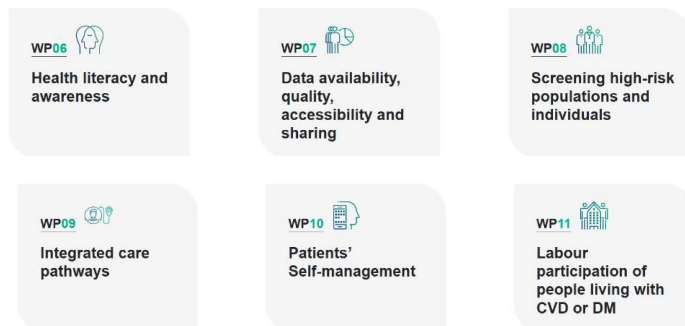 WP06
Health literacy and
awareness
WP07
Data availability,
quality,
accessibility and
sharing
WP08
Screening high-risk
populations and
individuals
WP09
Integrated care
pathways
WP10
Patients’
Self-management
WP11
Labour
participation of
people living with
CVD or DM